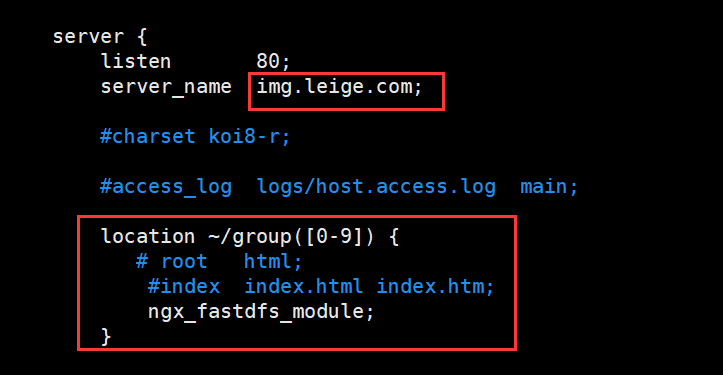 server {
listen 80;
server_name img.leige.com;
#charset koi8-r;
#access_log logs/host.access.log main;
location ~/group([0-9]) {
# root html;
#index index.html index.htm;
ngx_fastdfs_module;
}